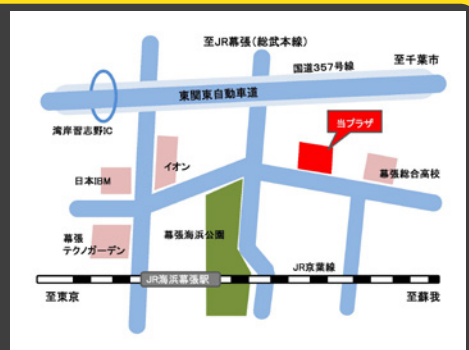 至JR幕張(総武本線)
国道357号線
至千葉市
東関東自動車道
湾岸習志野IC
当プラザ
イオン
日本IBM
幕張総合高校
幕張海浜公園
幕張
テクノガーデン
JR京葉線
JR海浜幕張駅
至東京
至蘇我